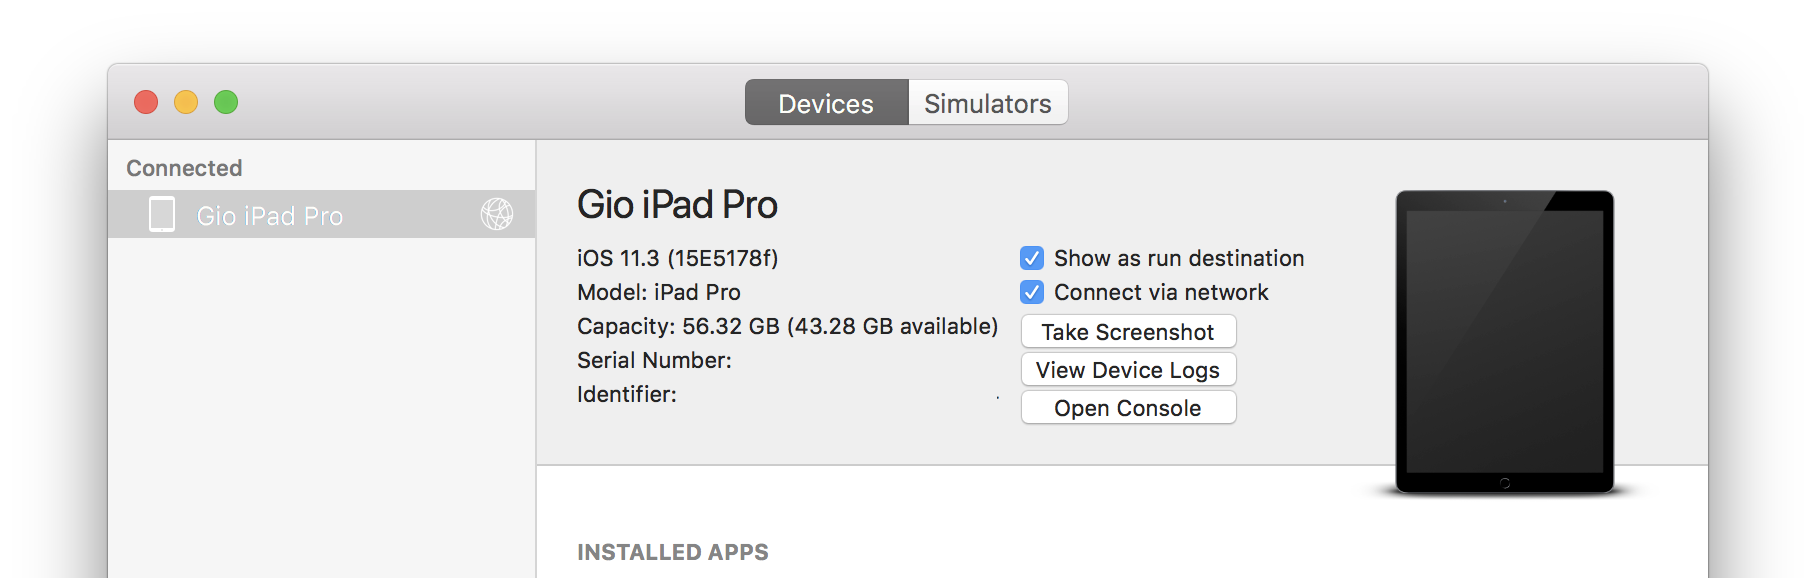 Devices
Simulators
Connected
Gio iPad Pro
Gio iPad Pro
iOS 11.3 (15E5178f)
Model: iPad Pro
Capacity: 56.32 GB (43.28 GB available)
Serial Number:
Identifier:
Show as run destination
Connect via network
Take Screenshot
View Device Logs
Open Console
INSTALLED APPS